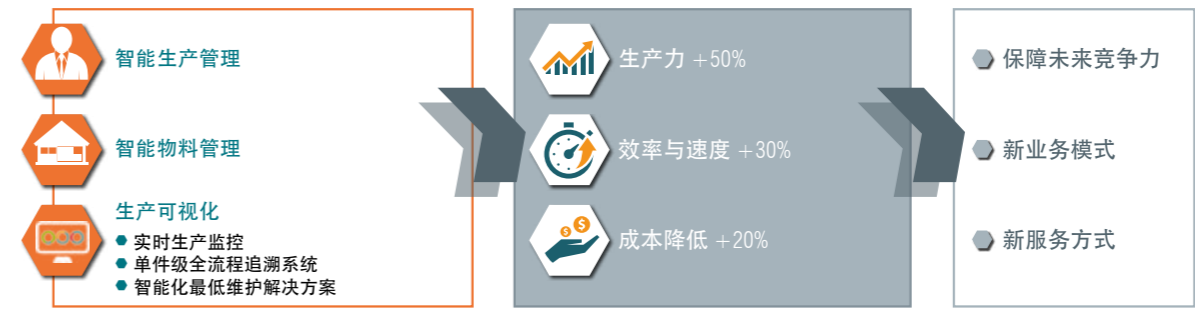 智能生产管理
智能物料管理
生产可视化
实时生产监控
单件级全流程追溯系统
智能化最低维护解决方案
生产力 +50%
效率与速度 +30%
成本降低 +20%
保障未来竞争力
新业务模式
新服务方式